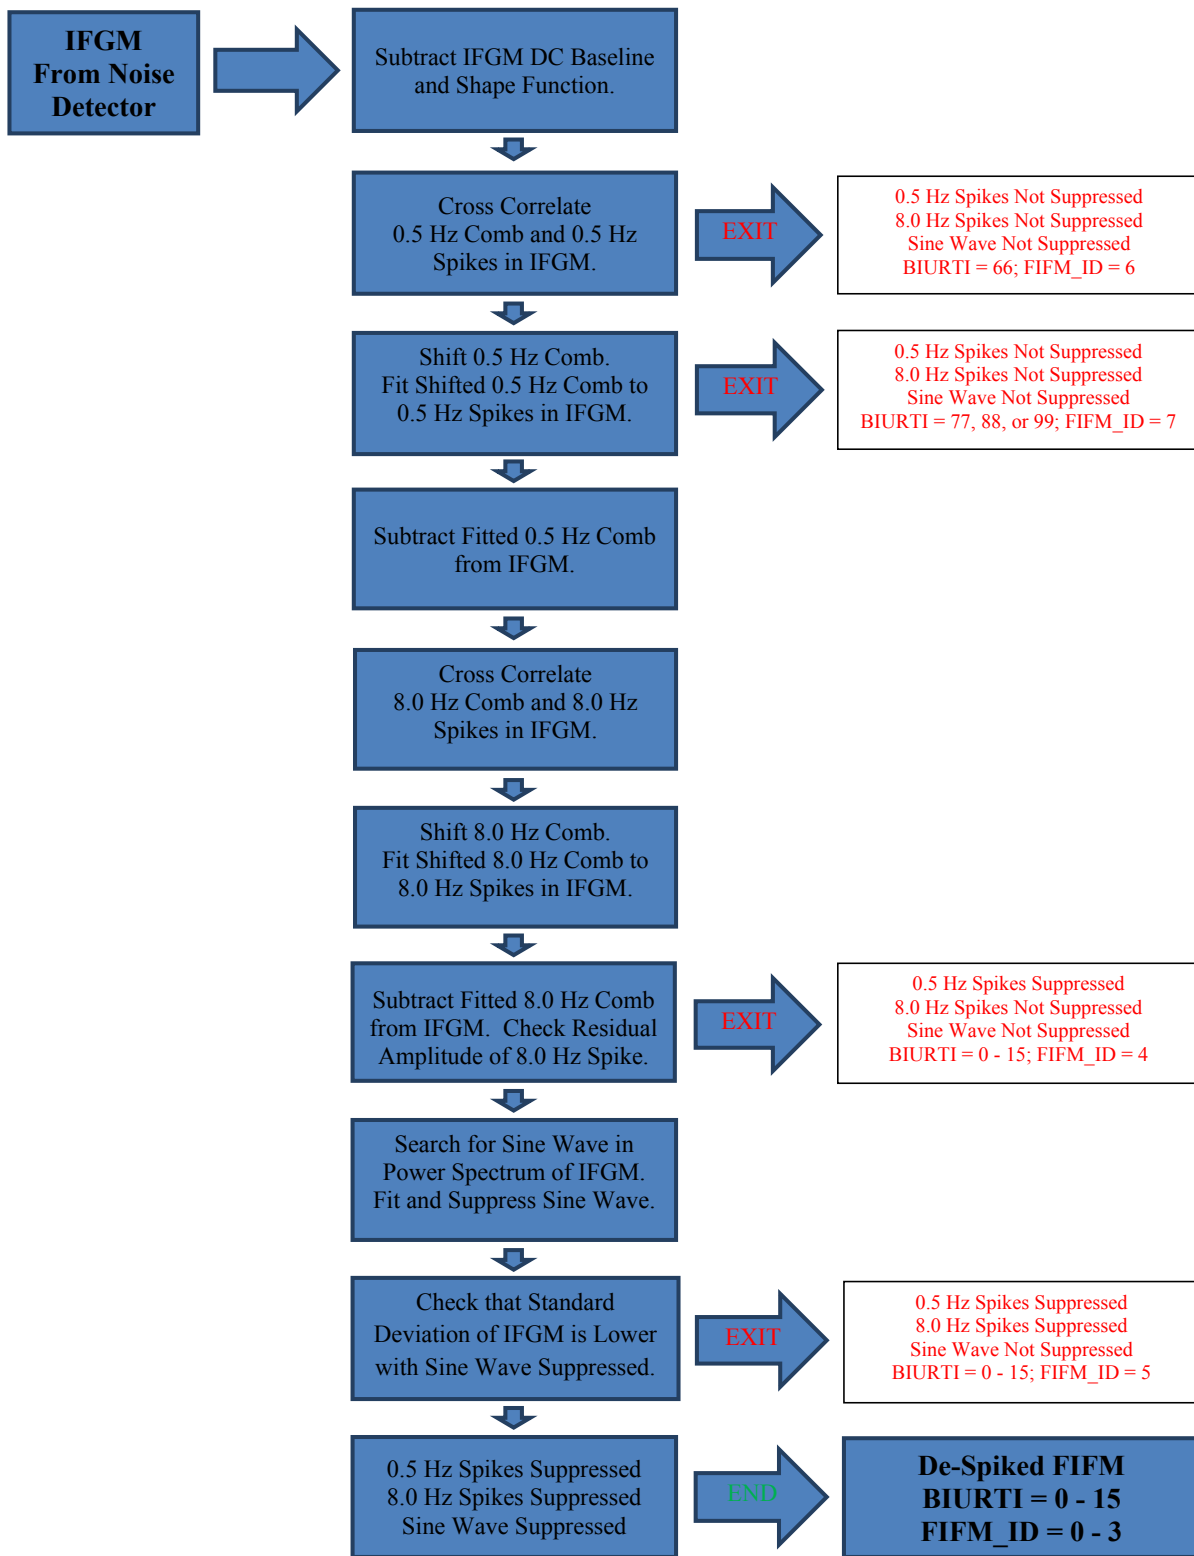 IFGM
From Noise
Detector
Subtract IFGM DC Baseline
and Shape Function.
Cross Correlate
0.5 Hz Comb and 0.5 Hz
Spikes in IFGM.
EXIT
0.5 Hz Spikes Not Suppressed
8.0 Hz Spikes Not Suppressed
Sine Wave Not Suppressed
BIURTI = 66; FIFM_ID = 6
Shift 0.5 Hz Comb.
Fit Shifted 0.5 Hz Comb to
0.5 Hz Spikes in IFGM.
EXIT
0.5 Hz Spikes Not Suppressed
8.0 Hz Spikes Not Suppressed
Sine Wave Not Suppressed
BIURTI = 77, 88, or 99; FIFM_ID = 7
Subtract Fitted 0.5 Hz Comb
from IFGM.
Cross Correlate
8.0 Hz Comb and 8.0 Hz
Spikes in IFGM.
Shift 8.0 Hz Comb.
Fit Shifted 8.0 Hz Comb to
8.0 Hz Spikes in IFGM.
Subtract Fitted 8.0 Hz Comb
from IFGM. Check Residual
Amplitude of 8.0 Hz Spike.
EXIT
0.5 Hz Spikes Suppressed
8.0 Hz Spikes Not Suppressed
Sine Wave Not Suppressed
BIURTI = 0 - 15; FIFM_ID = 4
Search for Sine Wave in
Power Spectrum of IFGM.
Fit and Suppress Sine Wave.
Check that Standard
Deviation of IFGM is Lower
with Sine Wave Suppressed.
EXIT
0.5 Hz Spikes Suppressed
8.0 Hz Spikes Suppressed
Sine Wave Not Suppressed
BIURTI = 0 - 15; FIFM_ID = 5
0.5 Hz Spikes Suppressed
8.0 Hz Spikes Suppressed
Sine Wave Suppressed
END
De-Spiked FIFM
BIURTI = 0 - 15
FIFM_ID = 0 - 3